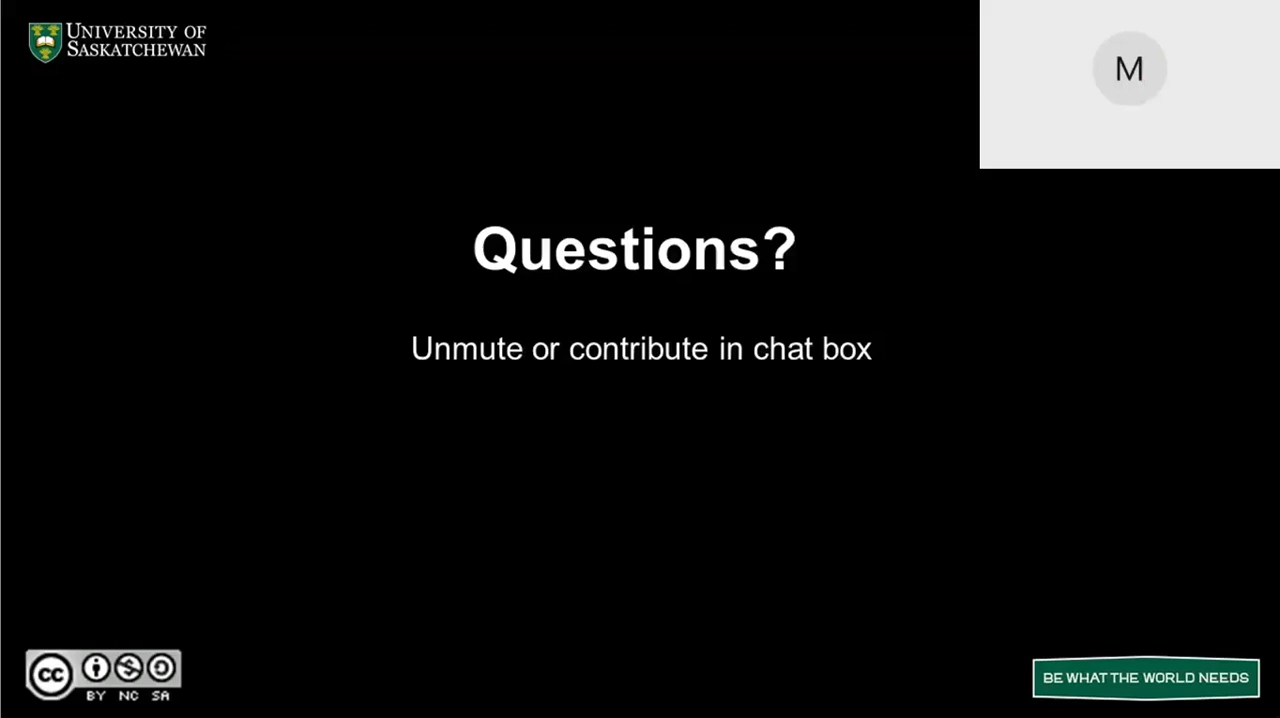 UNIVERSITY OF
SASKATCHEWAN
M
Questions?
Unmute or contribute in chat box
cc
BY NC SA
BE WHAT THE WORLD NEEDS